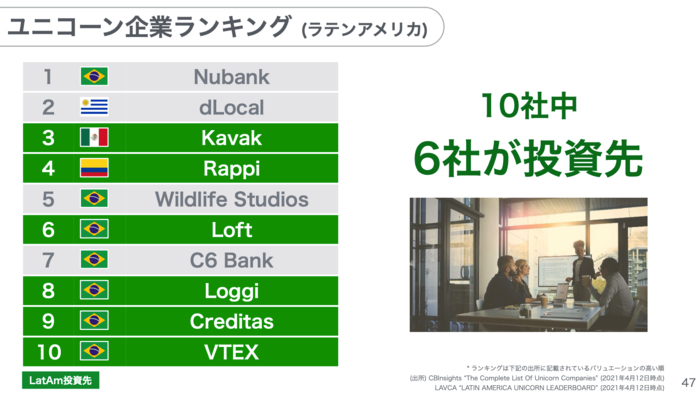 ユニコーン企業ランキング (ラテンアメリカ)
1 Nubank
2 dLocal
3 Kavak
4 Rappi
5 Wildlife Studios
6 Loft
7 C6 Bank
8 Loggi
9 Creditas
10 VTEX
LatAm投資先
10社中
6社が投資先
* ランキングは下記の出所に記載されているバリュエーションの高い順
(出所) CBInsights "The Complete List Of Unicorn Companies" (2021年4月12日時点)
LAVCA "LATIN AMERICA UNICORN LEADERBOARD" (2021年4月12日時点)
47